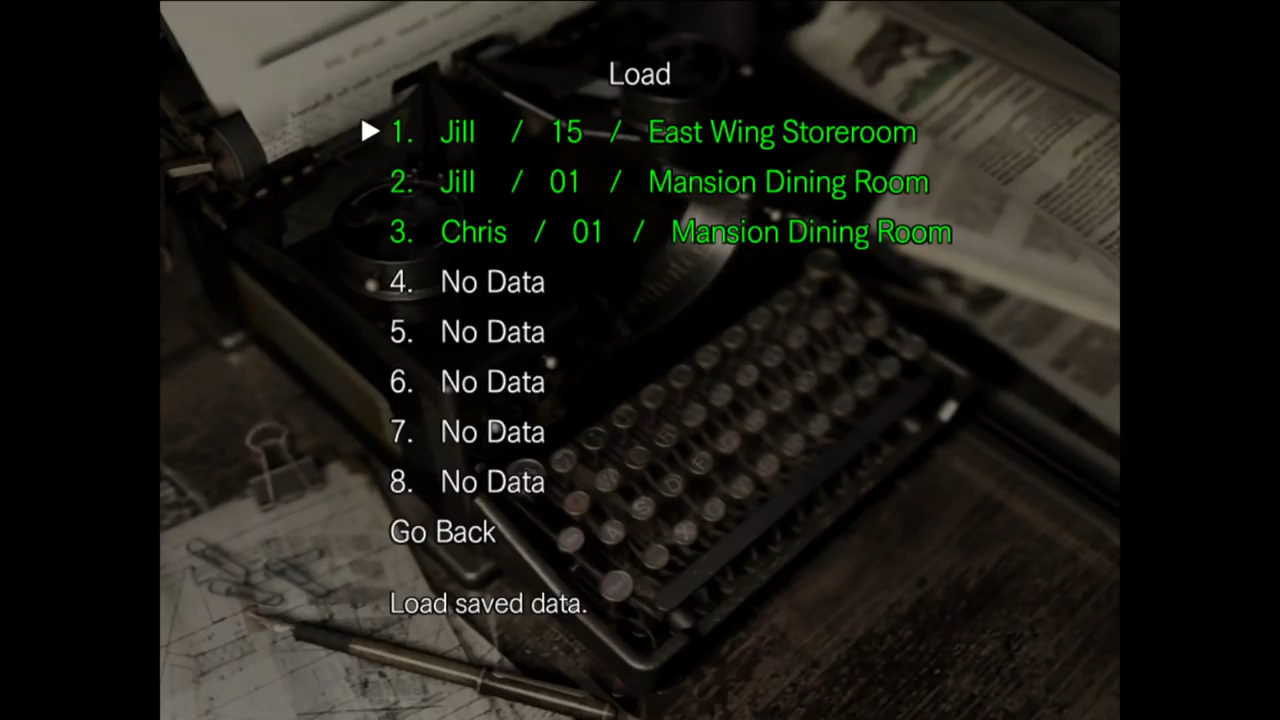 Load
1. Jill / 15 / East Wing Storeroom
2. Jill / 01 / Mansion Dining Room
3. Chris / 01 / Mansion Dining Room
4. No Data
5. No Data
6. No Data
7. No Data
8. No Data
Go Back
Load saved data.